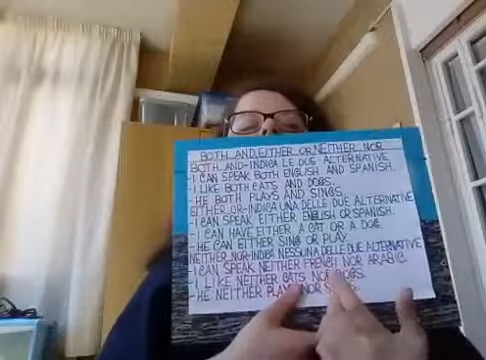 BOTH AND, EITHER OR, NEITHER NOR
BOTH AND-INDICA LE DUE ALTERNATIVE
-I CAN SPEAK BOTH ENGLISH AND SPANISH.
-I LIKE BOTH CATS AND DOGS.
-HE BOTH PLAYS AND SINGS.
EITHER OR-INDICA UNA DELLE DUE ALTERNATIVE
-I CAN SPEAK EITHER ENGLISH OR SPANISH.
-I CAN HAVE EITHER A CAT OR A DOG.
-HE CAN EITHER SING OR PLAY
NEITHER NOR-INDICA NESSUNA DELLE DUE ALTERNATIVE
-I CAN SPEAK NEITHER FRENCH NOR ARABIC.
-I LIKE NEITHER CATS NOR DOGS.
-HE NEITHER PLAYS NOR SINGS.